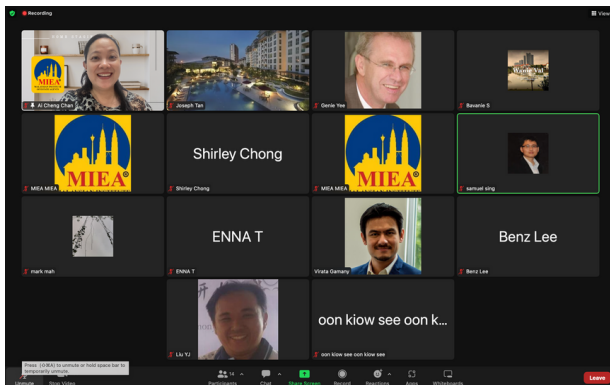 Recording
View
MIEA
Ai Cheng Chan
Joseph Tan
Genie Yee
Bavanie S
MIEA
MIEA MIEA
Shirley Chong
Shirley Chong
MIEA
MIEA MIEA
samuel sing
mark mah
ENNA T
ENNA T
Virata Gamany
Benz Lee
Benz Lee
Liu YJ
oon kiow see oon k...
oon kiow see oon kiow see
Press (⇧⌘A) to unmute or hold space bar to
temporarily unmute.
Unmute
Stop Video
Participants
14
Chat
Share Screen
Record
Reactions
Apps
Whiteboards
Leave